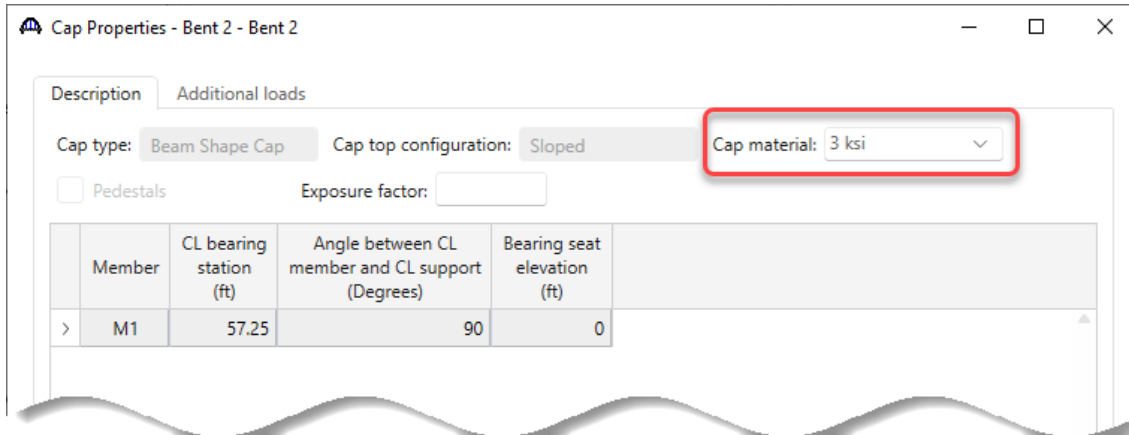 Cap Properties - Bent 2 - Bent 2
Description Additional loads
Cap type: Beam Shape Cap Cap top configuration: Sloped Cap material: 3 ksi
Pedestals Exposure factor:
Member CL bearing station (ft) Angle between CL member and CL support (Degrees) Bearing seat elevation (ft)
M1 57.25 90 0